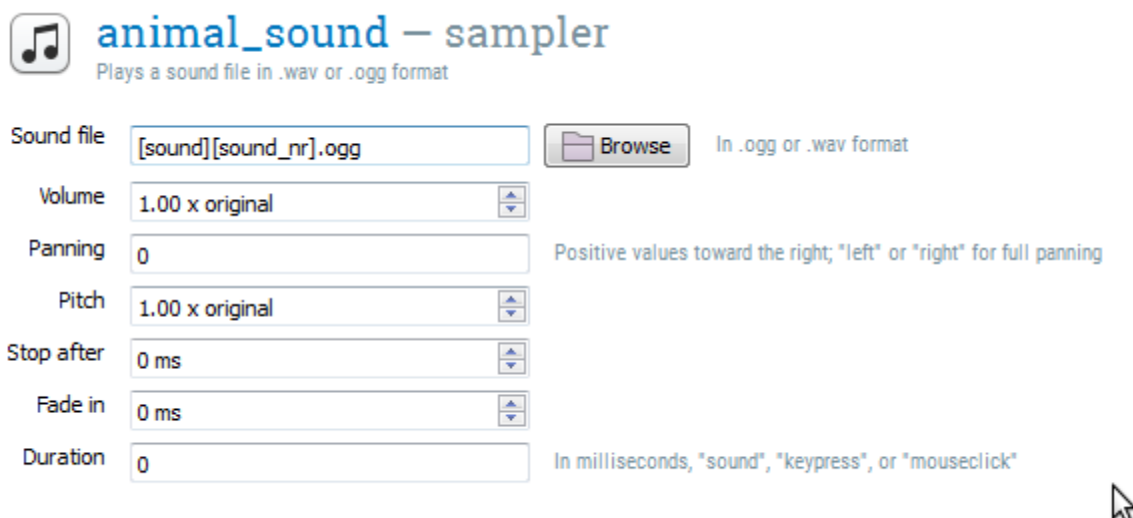 animal_sound – sampler
Plays a sound file in .wav or .ogg format
Sound file [sound][sound_nr].ogg Browse In .ogg or .wav format
Volume 1.00 x original
Panning 0 Positive values toward the right; "left" or "right" for full panning
Pitch 1.00 x original
Stop after 0 ms
Fade in 0 ms
Duration 0 In milliseconds, "sound", "keypress", or "mouseclick"